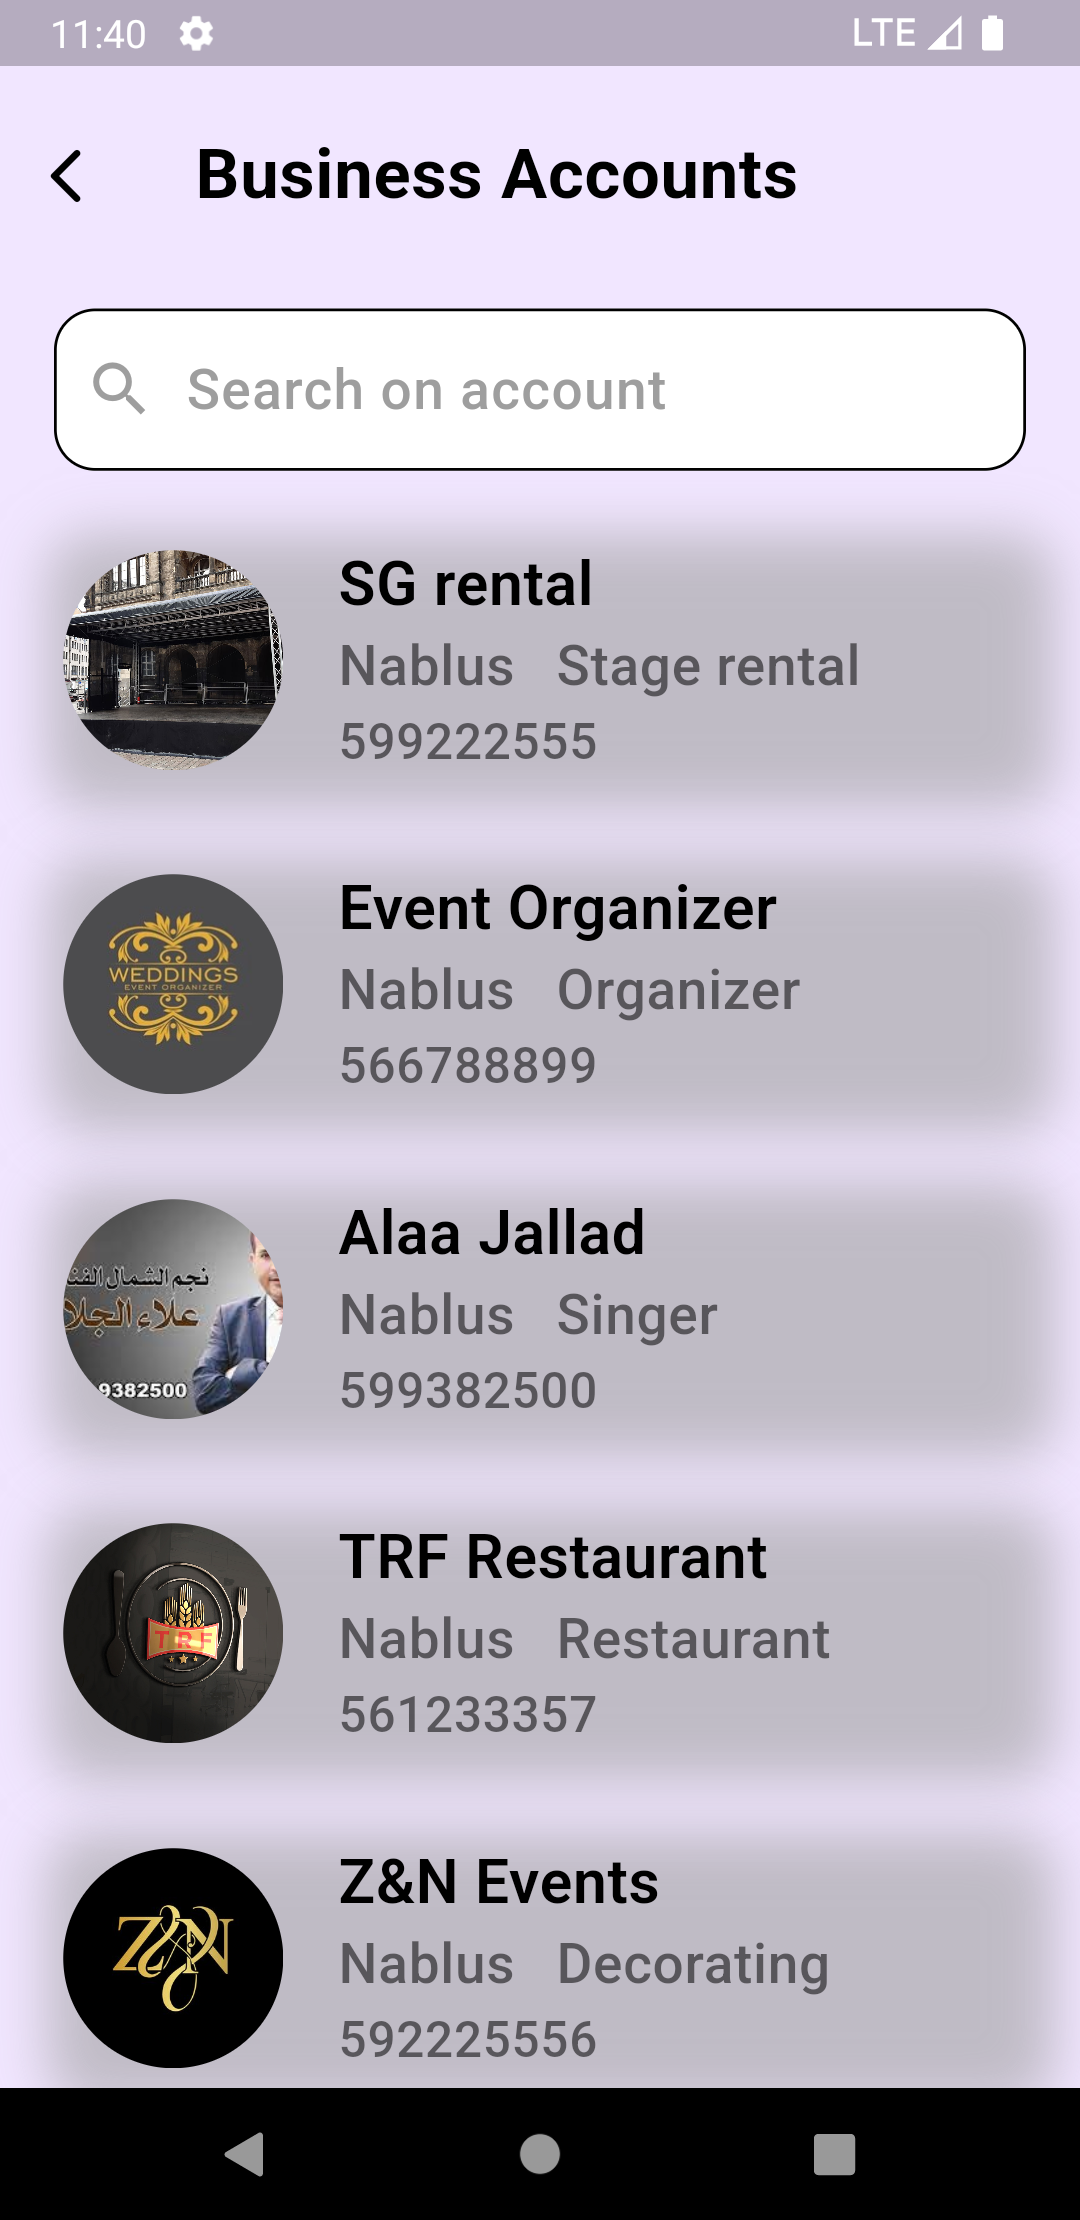 11:40
LTE
Business Accounts
Search on account
SG rental
Nablus Stage rental
599222555
WEDDINGS
EVENT ORGANIZER
Event Organizer
Nablus Organizer
566788899
نجم الشمال الفنـ
علاء الجلا
9382500
Alaa Jallad
Nablus Singer
599382500
TRF
TRF Restaurant
Nablus Restaurant
561233357
Z&N
Z&N Events
Nablus Decorating
592225556